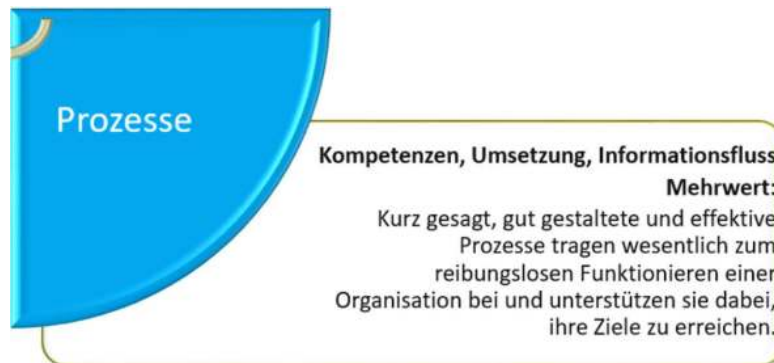 Prozesse
Kompetenzen, Umsetzung, Informationsfluss
Mehrwert:
Kurz gesagt, gut gestaltete und effektive
Prozesse tragen wesentlich zum
reibungslosen Funktionieren einer
Organisation bei und unterstützen sie dabei,
ihre Ziele zu erreichen.